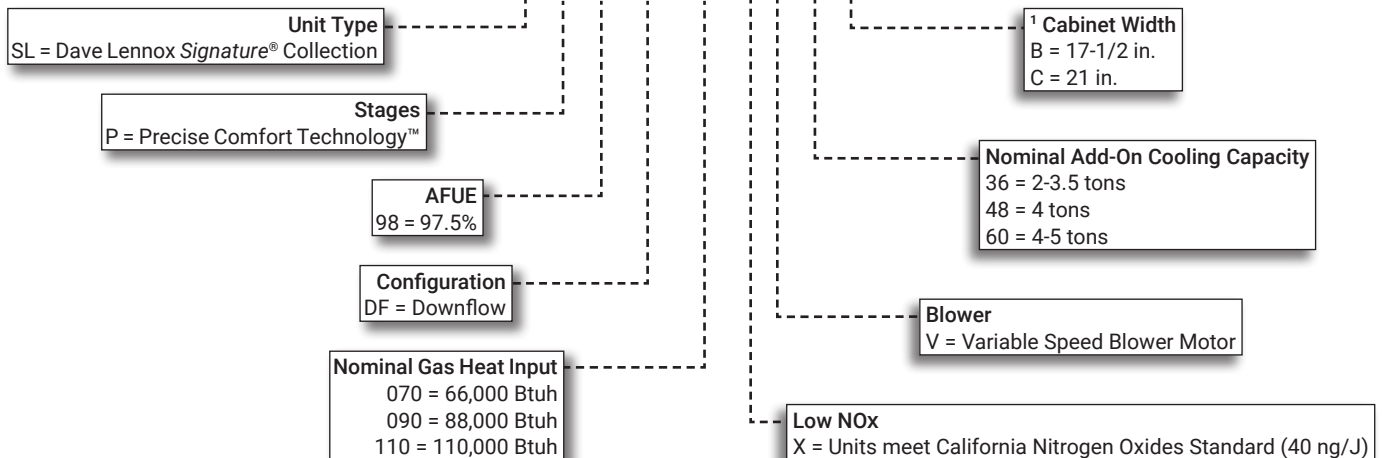 Unit Type
SL = Dave Lennox Signature® Collection
Stages
P = Precise Comfort Technology™
AFUE
98 = 97.5%
Configuration
DF = Downflow
Nominal Gas Heat Input
070 = 66,000 Btuh
090 = 88,000 Btuh
110 = 110,000 Btuh
¹ Cabinet Width
B = 17-1/2 in.
C = 21 in.
Nominal Add-On Cooling Capacity
36 = 2-3.5 tons
48 = 4 tons
60 = 4-5 tons
Blower
V = Variable Speed Blower Motor
Low NOx
X = Units meet California Nitrogen Oxides Standard (40 ng/J)